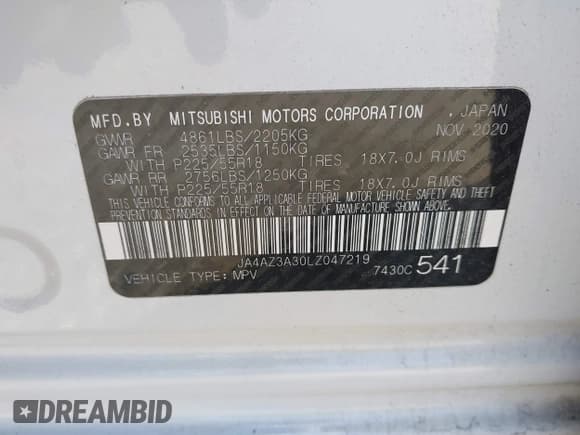 MFD.BY MITSUBISHI MOTORS CORPORATION . JAPAN
GVWR 4861LBS/2205KG NOV 2020
GAWR FR 2535LBS/1150KG
WITH P225/55R18 TIRES 18X7.0J RIMS
GAWR RR 2756LBS/1250KG
WITH P225/55R18 TIRES 18X7.0J RIMS
THIS VEHICLE CONFORMS TO ALL APPLICABLE FEDERAL MOTOR VEHICLE SAFETY AND THEFT
PREVENTION STANDARDS IN EFFECT ON THE DATE OF MANUFACTURE SHOWN ABOVE.
JA4AZ3A30LZ047219
VEHICLE TYPE: MPV 7430C 541
DREAMBID